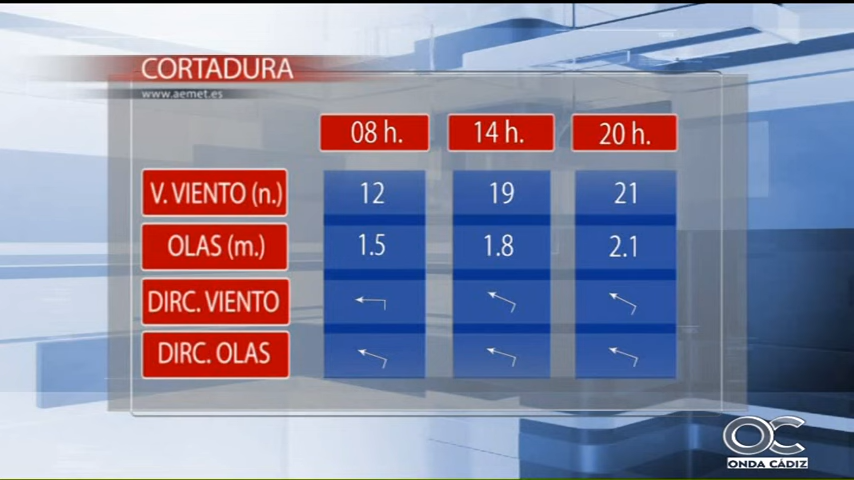 CORTADURA
www.aemet.es
08 h. 14 h. 20 h.
V. VIENTO (n.) 12 19 21
OLAS (m.) 1.5 1.8 2.1
DIRC. VIENTO
DIRC. OLAS
OC
ONDA CÁDIZ